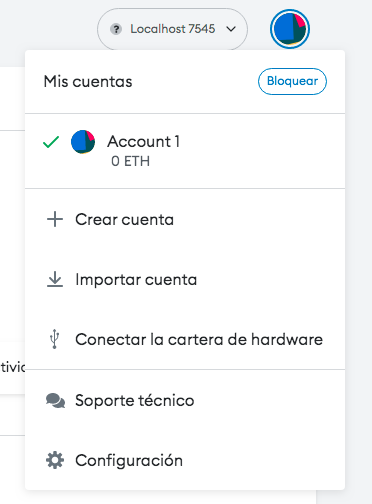 Localhost 7545
Mis cuentas
Bloquear
Account 1
0 ETH
Crear cuenta
Importar cuenta
Conectar la cartera de hardware
tivic
Soporte técnico
Configuración